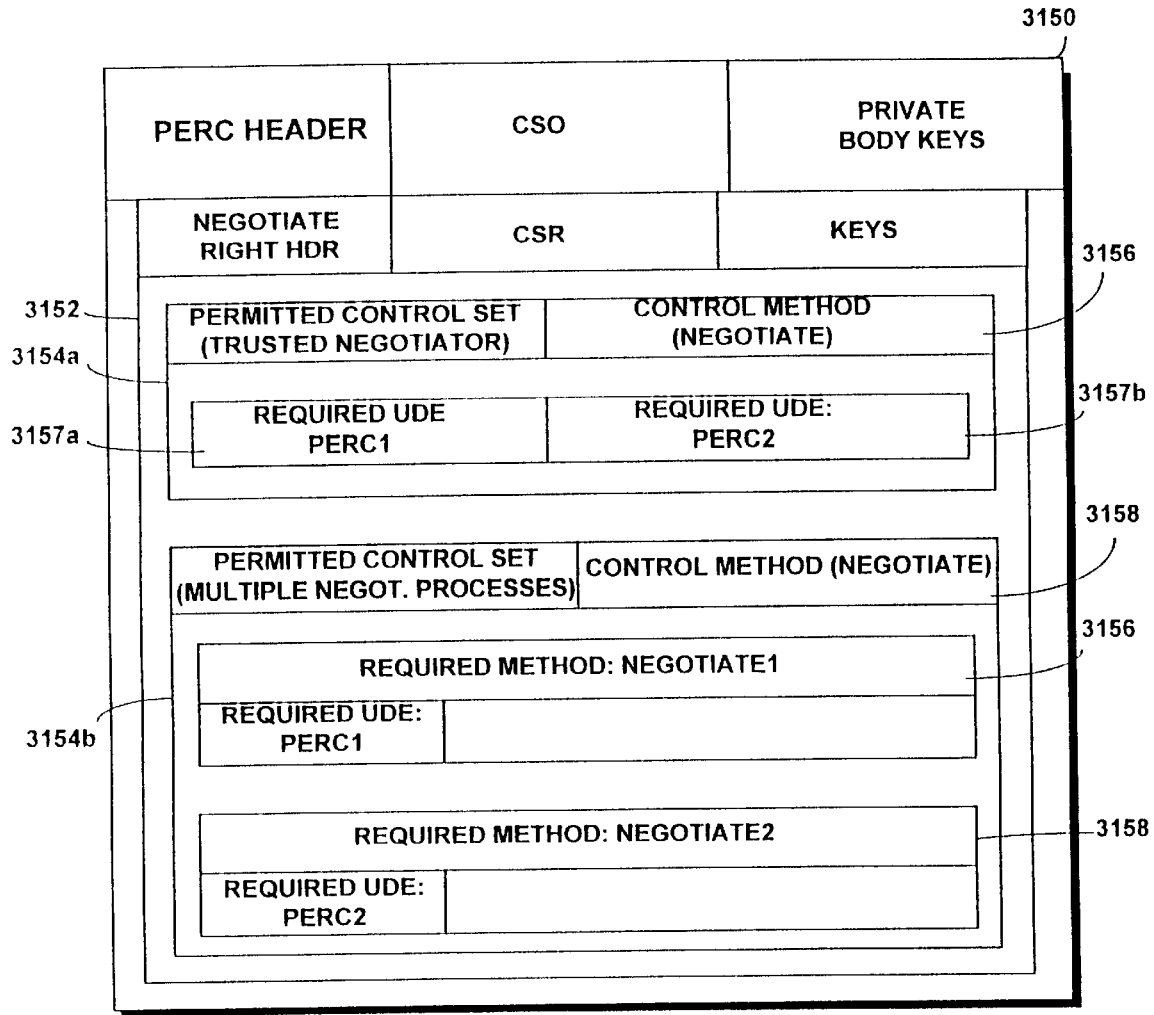 3150
PERC HEADER
CSO
PRIVATE
BODY KEYS
NEGOTIATE
RIGHT HDR
CSR
KEYS
3156
3152
PERMITTED CONTROL SET
(TRUSTED NEGOTIATOR)
CONTROL METHOD
(NEGOTIATE)
3154a
REQUIRED UDE
PERC1
REQUIRED UDE:
PERC2
3157b
3157a
3158
PERMITTED CONTROL SET
(MULTIPLE NEGOT. PROCESSES)
CONTROL METHOD (NEGOTIATE)
3156
REQUIRED METHOD: NEGOTIATE1
REQUIRED UDE:
PERC1
3154b
REQUIRED METHOD: NEGOTIATE2
3158
REQUIRED UDE:
PERC2